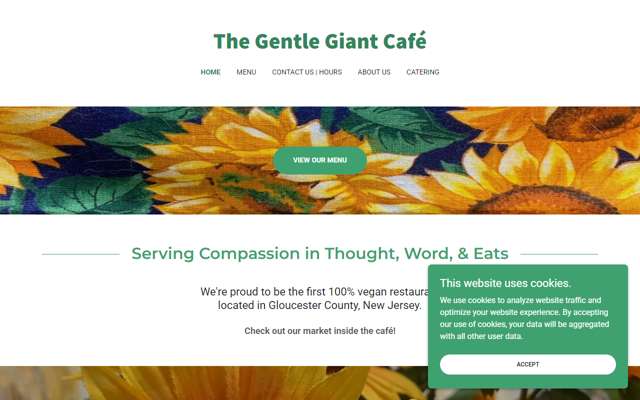 The Gentle Giant Café
HOME MENU CONTACT US | HOURS ABOUT US CATERING
VIEW OUR MENU
Serving Compassion in Thought, Word, & Eats
We're proud to be the first 100% vegan
located in Gloucester County, New Jersey.
Check out our market inside the café!
This website uses cookies.
We use cookies to analyze website traffic and
optimize your website experience. By accepting
our use of cookies, your data will be aggregated
with all other user data.
ACCEPT